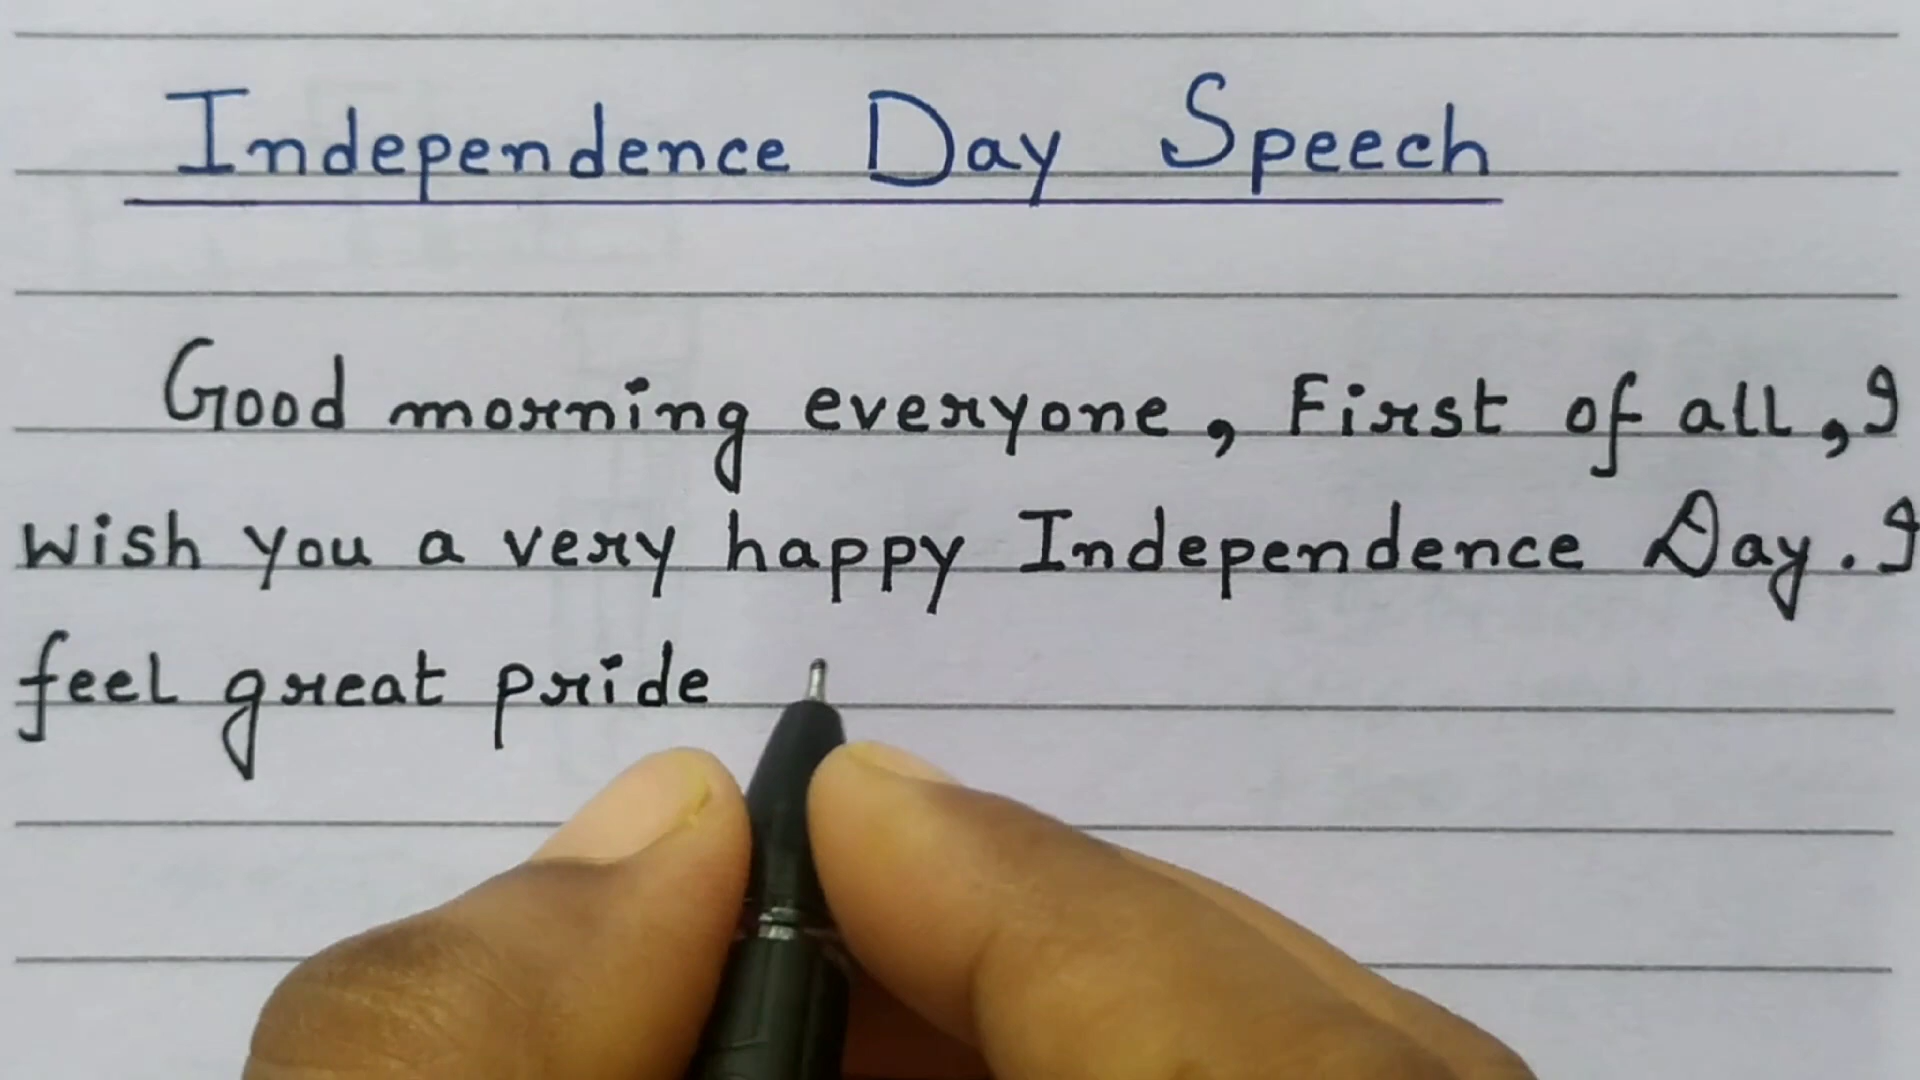 Independence Day Speech
Good morning everyone, First of all, I
wish you a very happy Independence Day. I
feel great pride